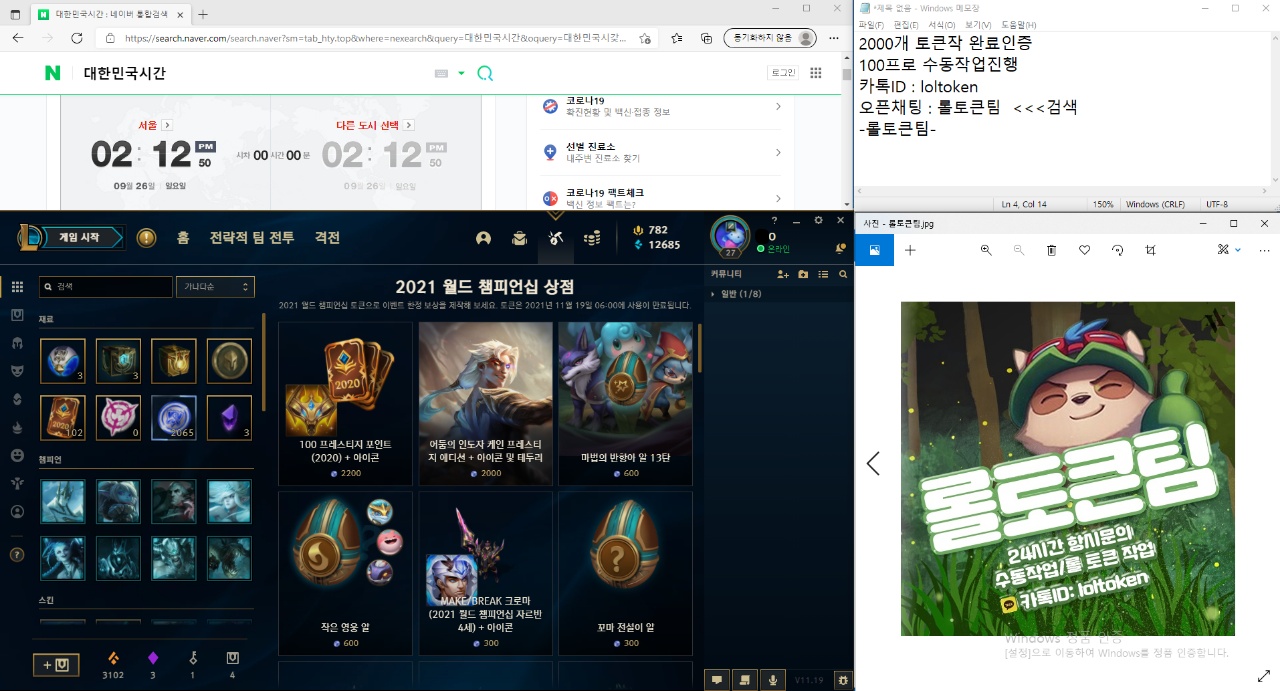 대한민국시간 : 네이버 통합검색
https://search.naver.com/search.naver?sm=tab_hty.top&where=nexearch&query=대한민국시간&oquery=대한민국시갖...
동기화하지 않음
N 대한민국시간
로그인
서울
다른 도시 선택
02 : 12 PM 50
시차 00 시간 00 분
02 : 12 PM 50
09월 26일 일요일
09월 26일 일요일
코로나19
확진현황 및 백신·접종 정보
선별 진료소
내주변 진료소 찾기
코로나19 팩트체크
백신 정보 팩트는?
*제목 없음 - Windows 메모장
파일(F) 편집(E) 서식(O) 보기(V) 도움말(H)
2000개 토큰작 완료인증
100프로 수동작업진행
카톡ID : loltoken
오픈채팅 : 롤토큰팀 <<<검색
-롤토큰팀-
Ln 4, Col 14
150%
Windows (CRLF)
UTF-8
게임 시작
홈
전략적 팀 전투
격전
782
12685
27
0
온라인
검색
가나다순
재료
3
3
2020
102
0
2065
3
챔피언
스킨
3102
3
1
4
2021 월드 챔피언십 상점
2021 월드 챔피언십 토큰으로 이벤트 한정 보상을 제작해 보세요. 토큰은 2021년 11월 19일 06:00에 사용이 만료됩니다.
2020
100 프레스티지 포인트
(2020) + 아이콘
2200
어둠의 인도자 케인 프레스티
지 에디션 + 아이콘 및 테두리
2000
마법의 반향아 알 13단
600
작은 영웅 알
600
MAKE/BREAK 크로마
(2021 월드 챔피언십 자르반
4세) + 아이콘
300
?
꼬마 전설이 알
300
커뮤니티
일반 (1/8)
V11.19
사진 - 롤토큰팀.jpg
롤토큰팀
24시간 항시문의
수동작업/롤 토큰 작업
카톡ID: loltoken
Windows 정품 인증
[설정]으로 이동하여 Windows를 정품 인증합니다.